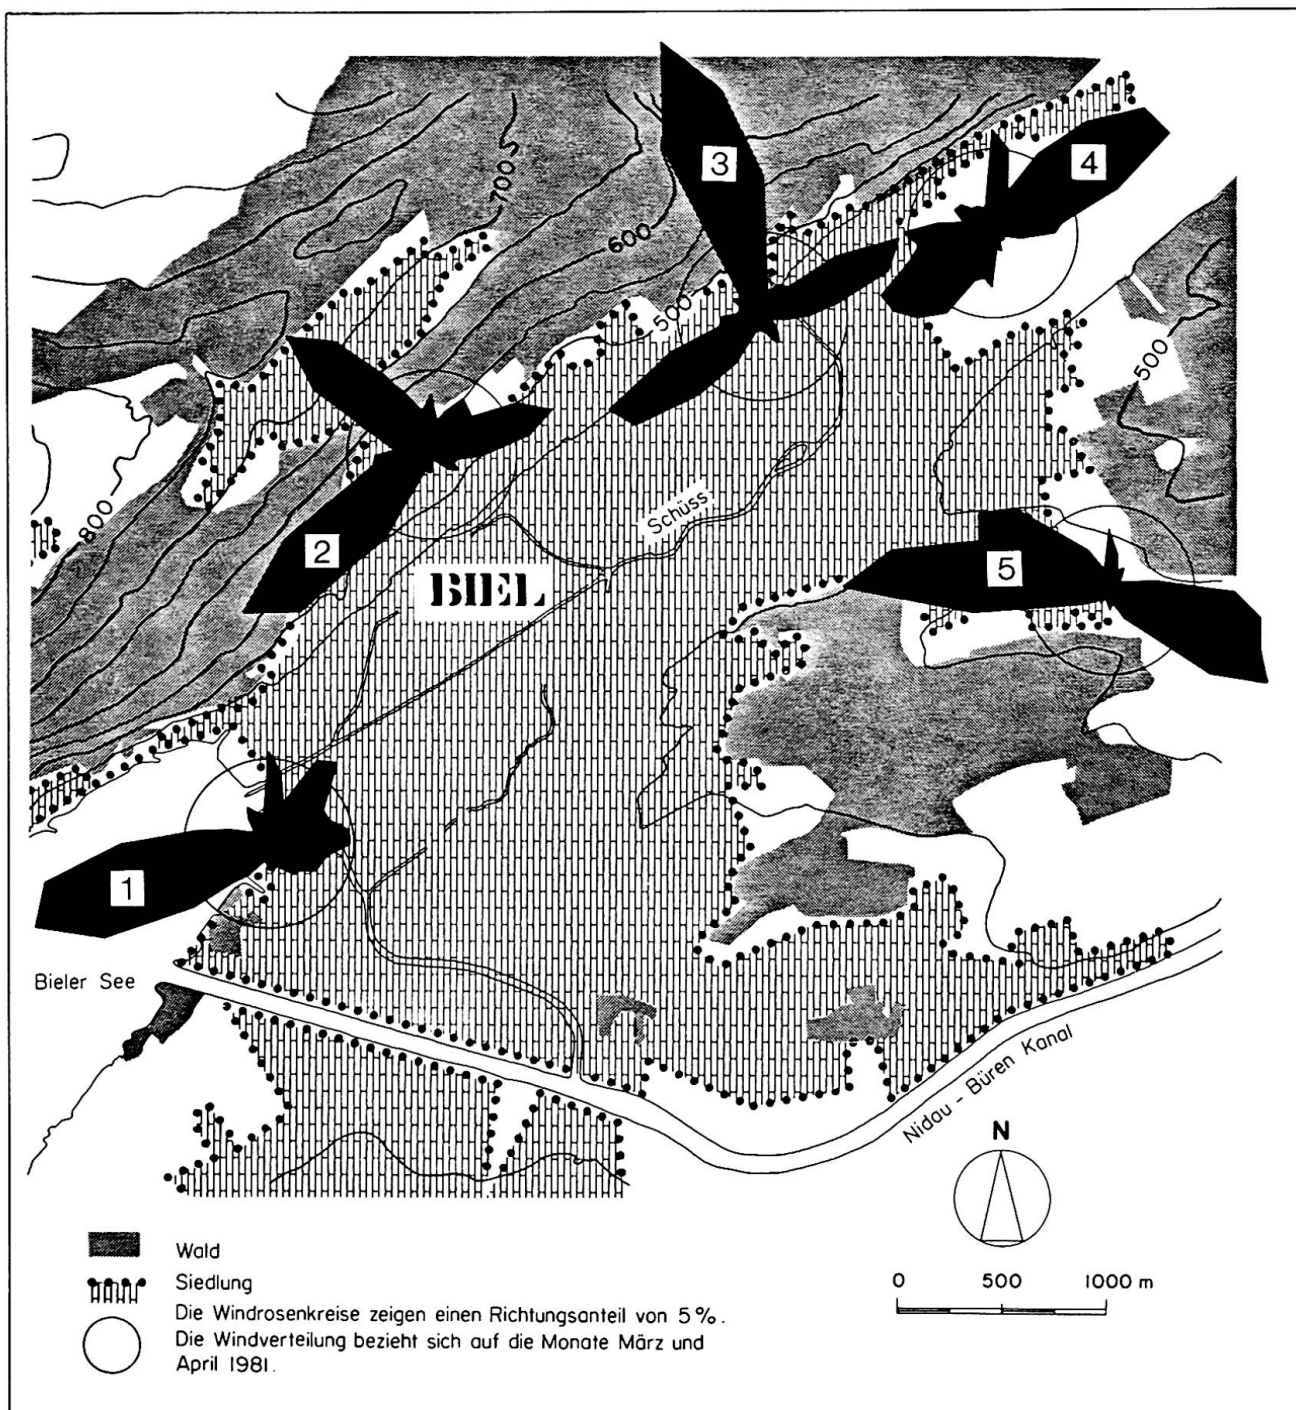 3
4
700
600
500
500
800
2
5
Schüss
BIEL
1
Bieler See
Nidau - Büren Kanal
N
0 500 1000 m
Wald
Siedlung
Die Windrosenkreise zeigen einen Richtungsanteil von 5%.
Die Windverteilung bezieht sich auf die Monate März und
April 1981.